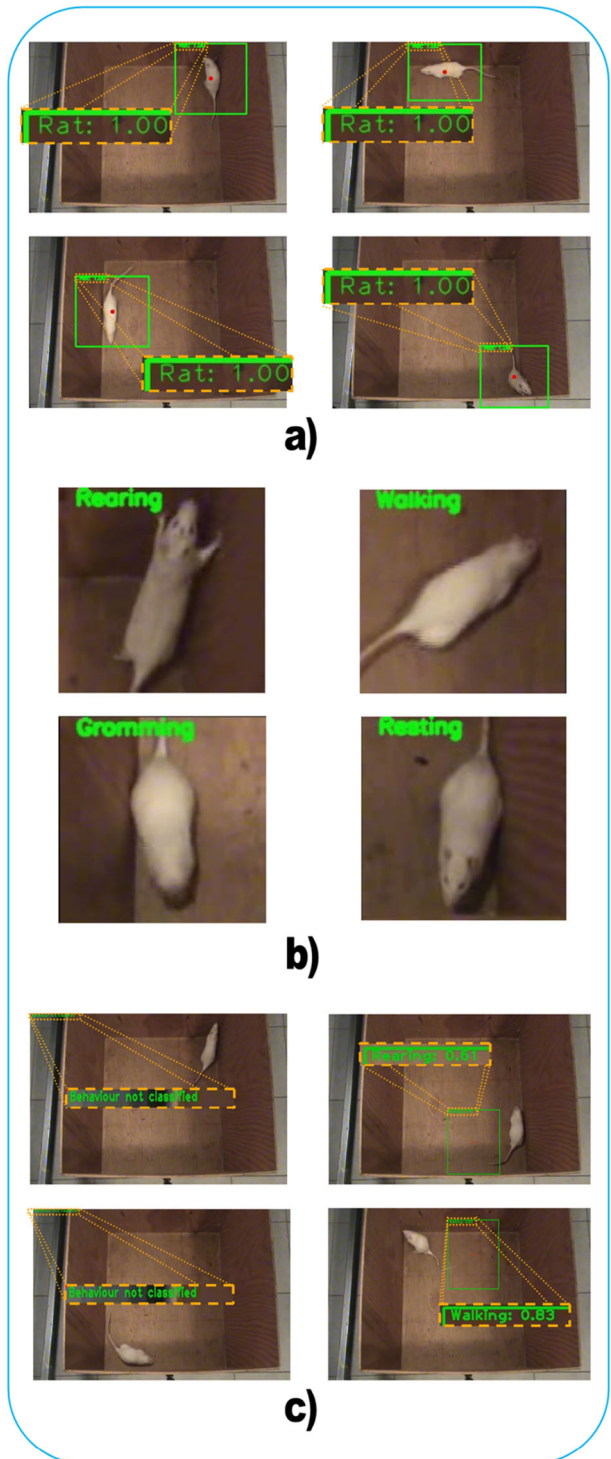 Rat: 1.00
Rat: 1.00
Rat: 1.00
Rat: 1.00
a)
Rearing
Walking
Gromming
Resting
b)
Behaviour not classified
Rearing: 0.61
Behaviour not classified
Walking: 0.83
c)